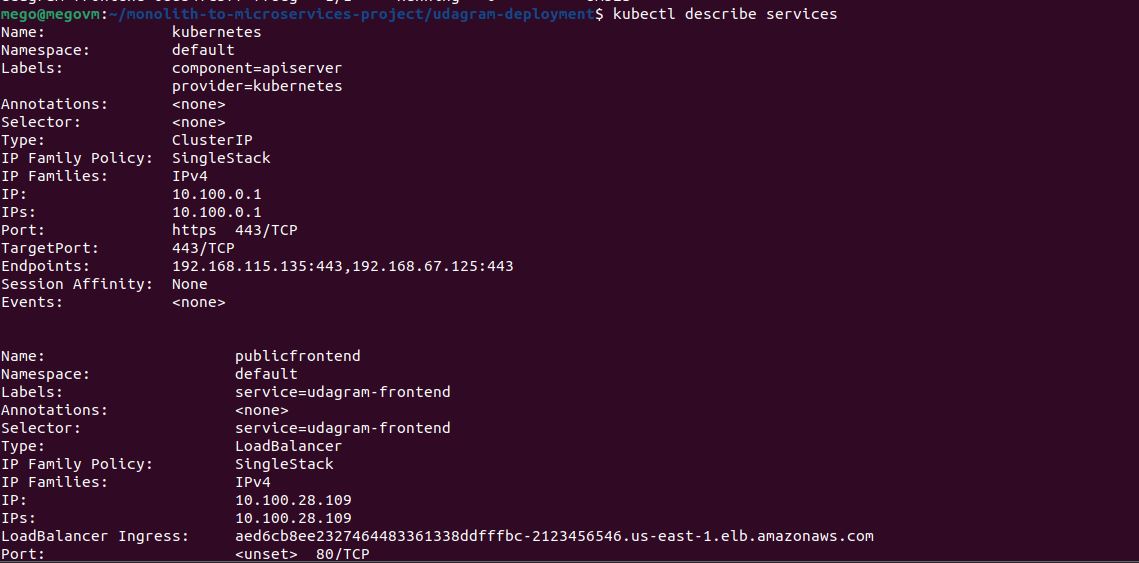 mego@megovm:~/monolith-to-microservices-project/udagram-deployment$ kubectl describe services
Name:              kubernetes
Namespace:         default
Labels:            component=apiserver
                   provider=kubernetes
Annotations:       <none>
Selector:          <none>
Type:              ClusterIP
IP Family Policy:  SingleStack
IP Families:       IPv4
IP:                10.100.0.1
IPs:               10.100.0.1
Port:              https  443/TCP
TargetPort:        443/TCP
Endpoints:         192.168.115.135:443,192.168.67.125:443
Session Affinity:  None
Events:            <none>
Name:                     publicfrontend
Namespace:                default
Labels:                   service=udagram-frontend
Annotations:              <none>
Selector:                 service=udagram-frontend
Type:                     LoadBalancer
IP Family Policy:         SingleStack
IP Families:              IPv4
IP:                       10.100.28.109
IPs:                      10.100.28.109
LoadBalancer Ingress:     aed6cb8ee2327464483361338ddfffbc-2123456546.us-east-1.elb.amazonaws.com
Port:                     <unset>  80/TCP